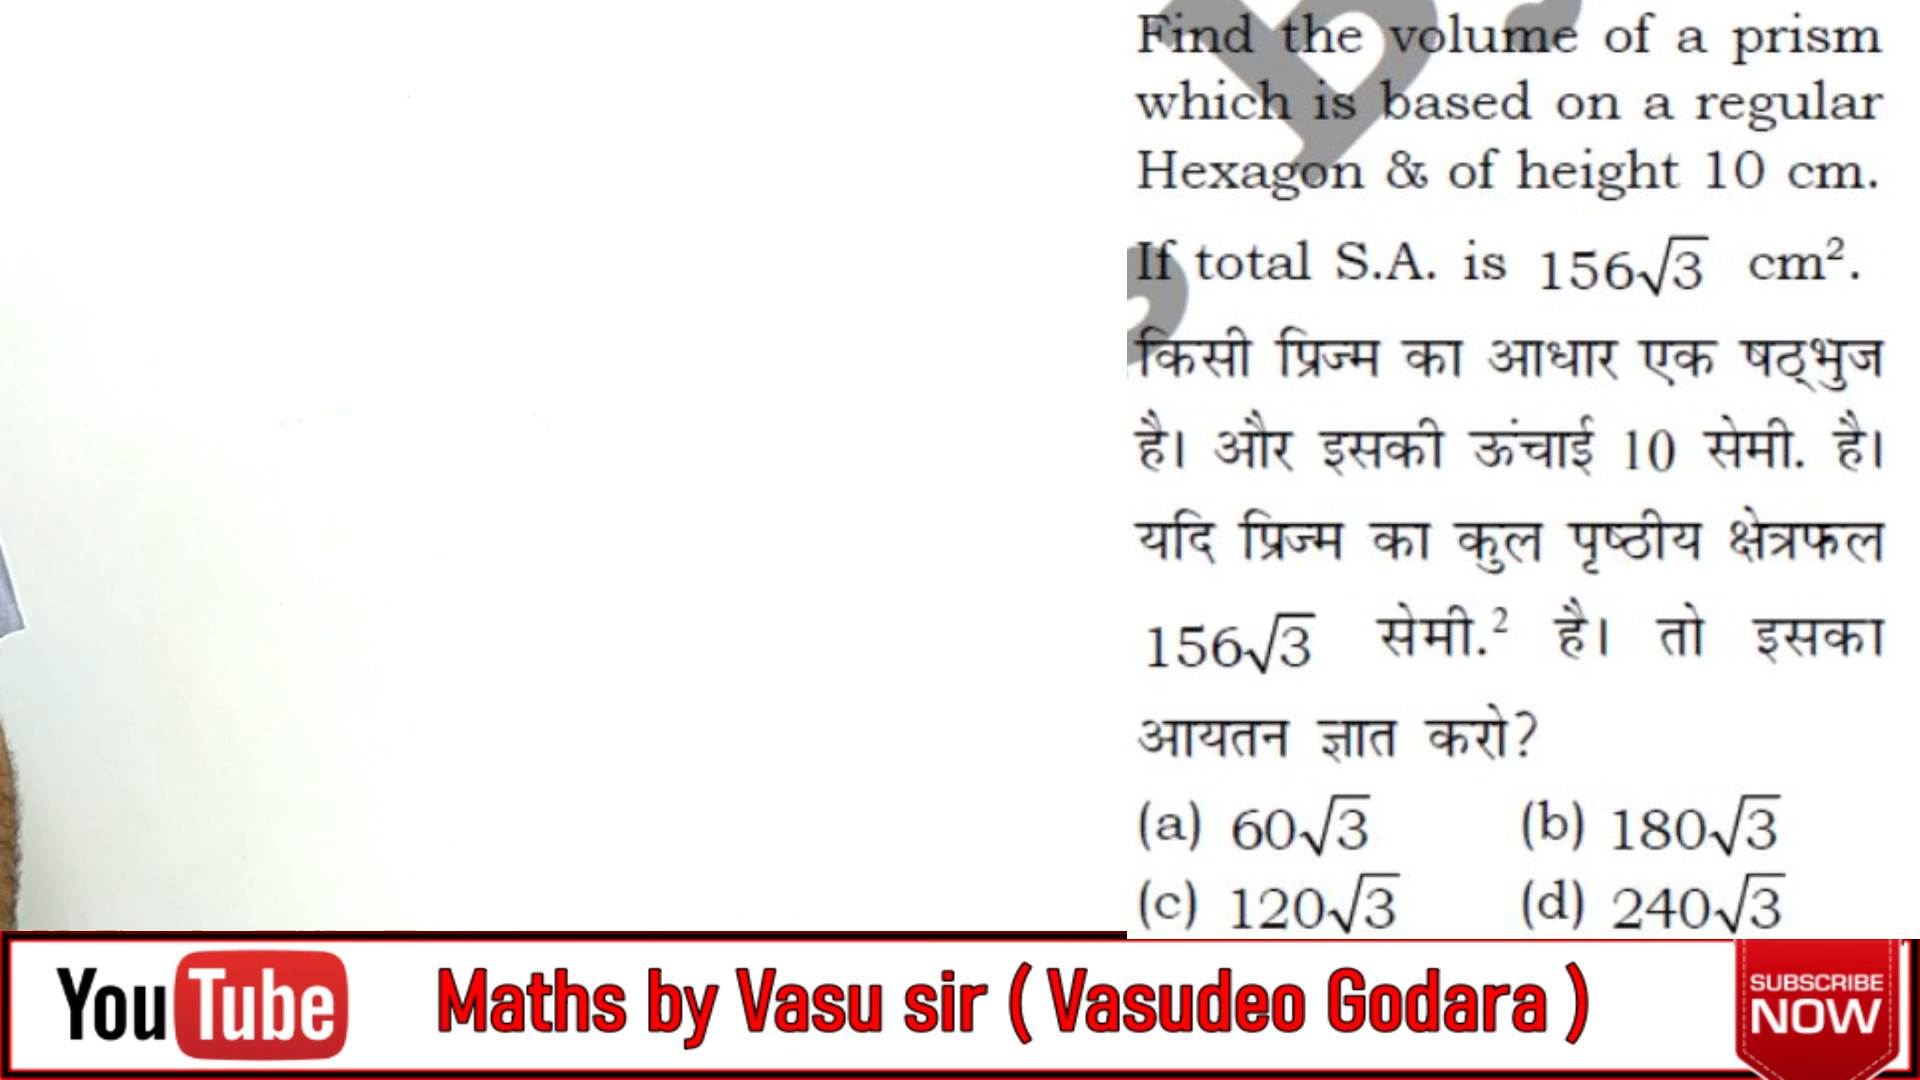 Find the volume of a prism
which is based on a regular
Hexagon & of height 10 cm.
If total S.A. is 156√3 cm².
किसी प्रिज्म का आधार एक षठ्भुज
है। और इसकी ऊंचाई 10 सेमी. है।
यदि प्रिज्म का कुल पृष्ठीय क्षेत्रफल
156√3 सेमी.² है। तो इसका
आयतन ज्ञात करो?
(a) 60√3 (b) 180√3
(c) 120√3 (d) 240√3
YouTube Maths by Vasu sir ( Vasudeo Godara ) SUBSCRIBE
NOW